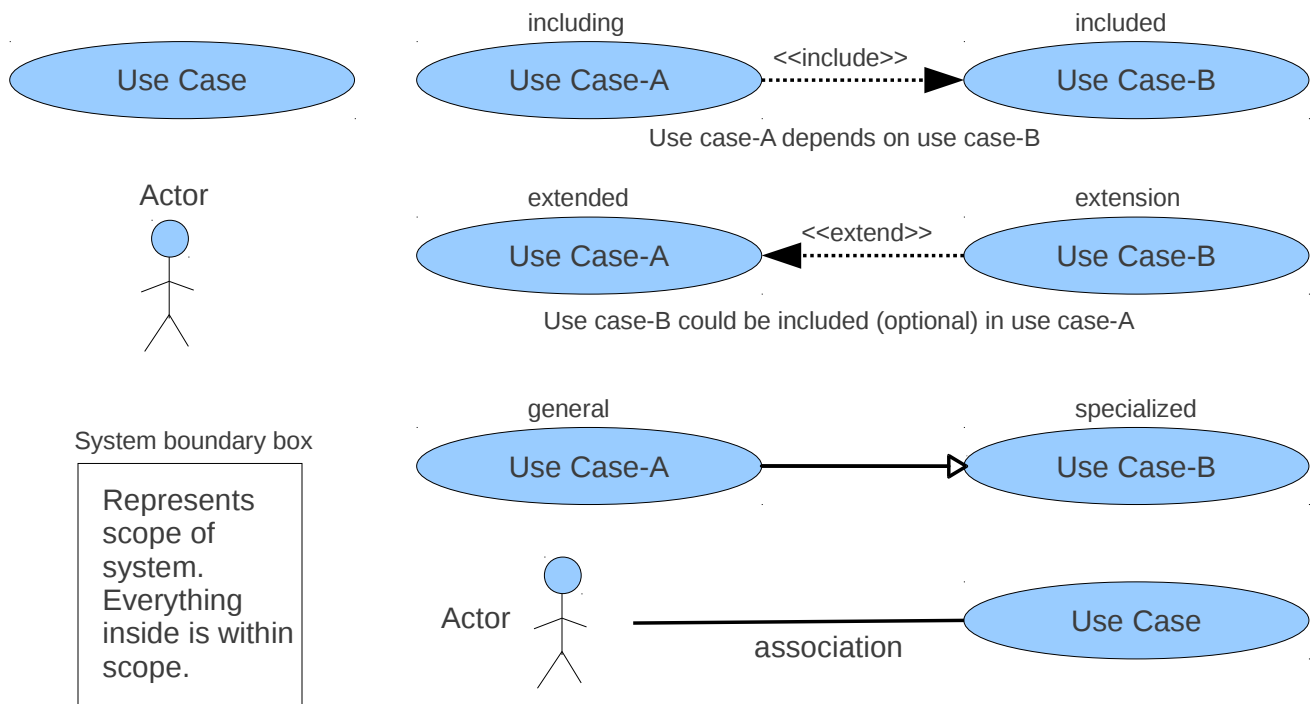 Use Case
including
included
Use Case-A
<<include>>
Use Case-B
Use case-A depends on use case-B
Actor
extended
extension
Use Case-A
<<extend>>
Use Case-B
Use case-B could be included (optional) in use case-A
System boundary box
Represents
scope of
system.
Everything
inside is within
scope.
general
specialized
Use Case-A
Use Case-B
Actor
association
Use Case